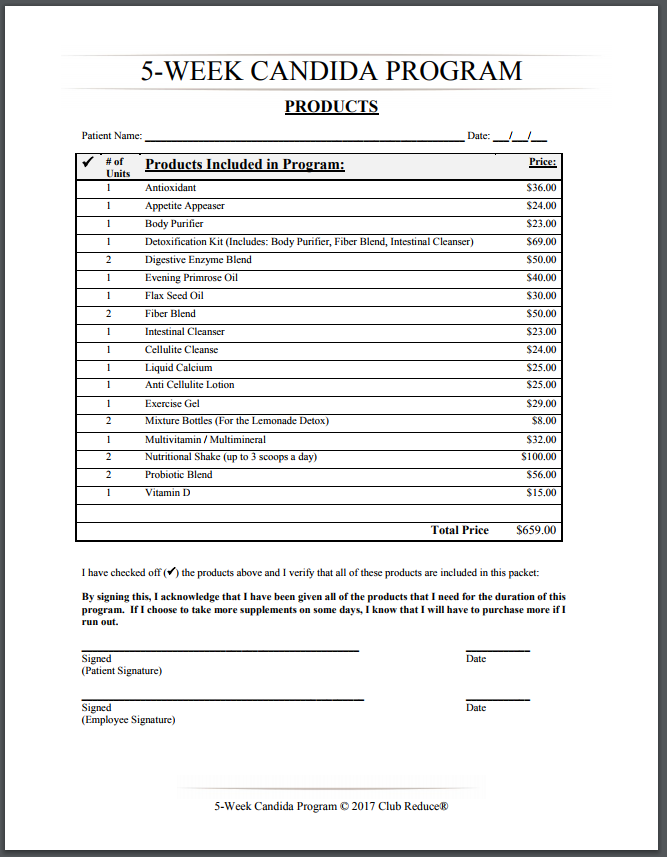 5-WEEK CANDIDA PROGRAM
PRODUCTS
Patient Name: ________________ Date: __/__/__
✔ # of Units Products Included in Program: Price:
1 Antioxidant $36.00
1 Appetite Appeaser $24.00
1 Body Purifier $23.00
1 Detoxification Kit (Includes: Body Purifier, Fiber Blend, Intestinal Cleanser) $69.00
2 Digestive Enzyme Blend $50.00
1 Evening Primrose Oil $40.00
1 Flax Seed Oil $30.00
2 Fiber Blend $50.00
1 Intestinal Cleanser $23.00
1 Cellulite Cleanse $24.00
1 Liquid Calcium $25.00
1 Anti Cellulite Lotion $25.00
1 Exercise Gel $29.00
2 Mixture Bottles (For the Lemonade Detox) $8.00
1 Multivitamin / Multimineral $32.00
2 Nutritional Shake (up to 3 scoops a day) $100.00
2 Probiotic Blend $56.00
1 Vitamin D $15.00
Total Price $659.00
I have checked off (✔) the products above and I verify that all of these products are included in this packet:
By signing this, I acknowledge that I have been given all of the products that I need for the duration of this
program. If I choose to take more supplements on some days, I know that I will have to purchase more if I
run out.
Signed Date
(Patient Signature)
Signed Date
(Employee Signature)
5-Week Candida Program © 2017 Club Reduce®